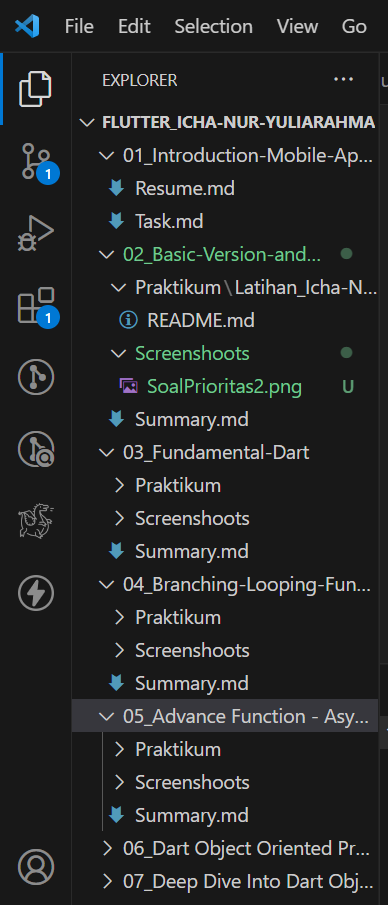 File Edit Selection View Go
EXPLORER ...
FLUTTER_ICHA-NUR-YULIARAHMA
01_Introduction-Mobile-Ap...
Resume.md
Task.md
1
02_Basic-Version-and...
Praktikum\Latihan_Icha-N...
README.md
1
Screenshoots
SoalPrioritas2.png U
Summary.md
03_Fundamental-Dart
Praktikum
Screenshoots
Summary.md
04_Branching-Looping-Fun...
Praktikum
Screenshoots
Summary.md
05_Advance Function - Asy...
Praktikum
Screenshoots
Summary.md
06_Dart Object Oriented Pr...
07_Deep Dive Into Dart Obj...